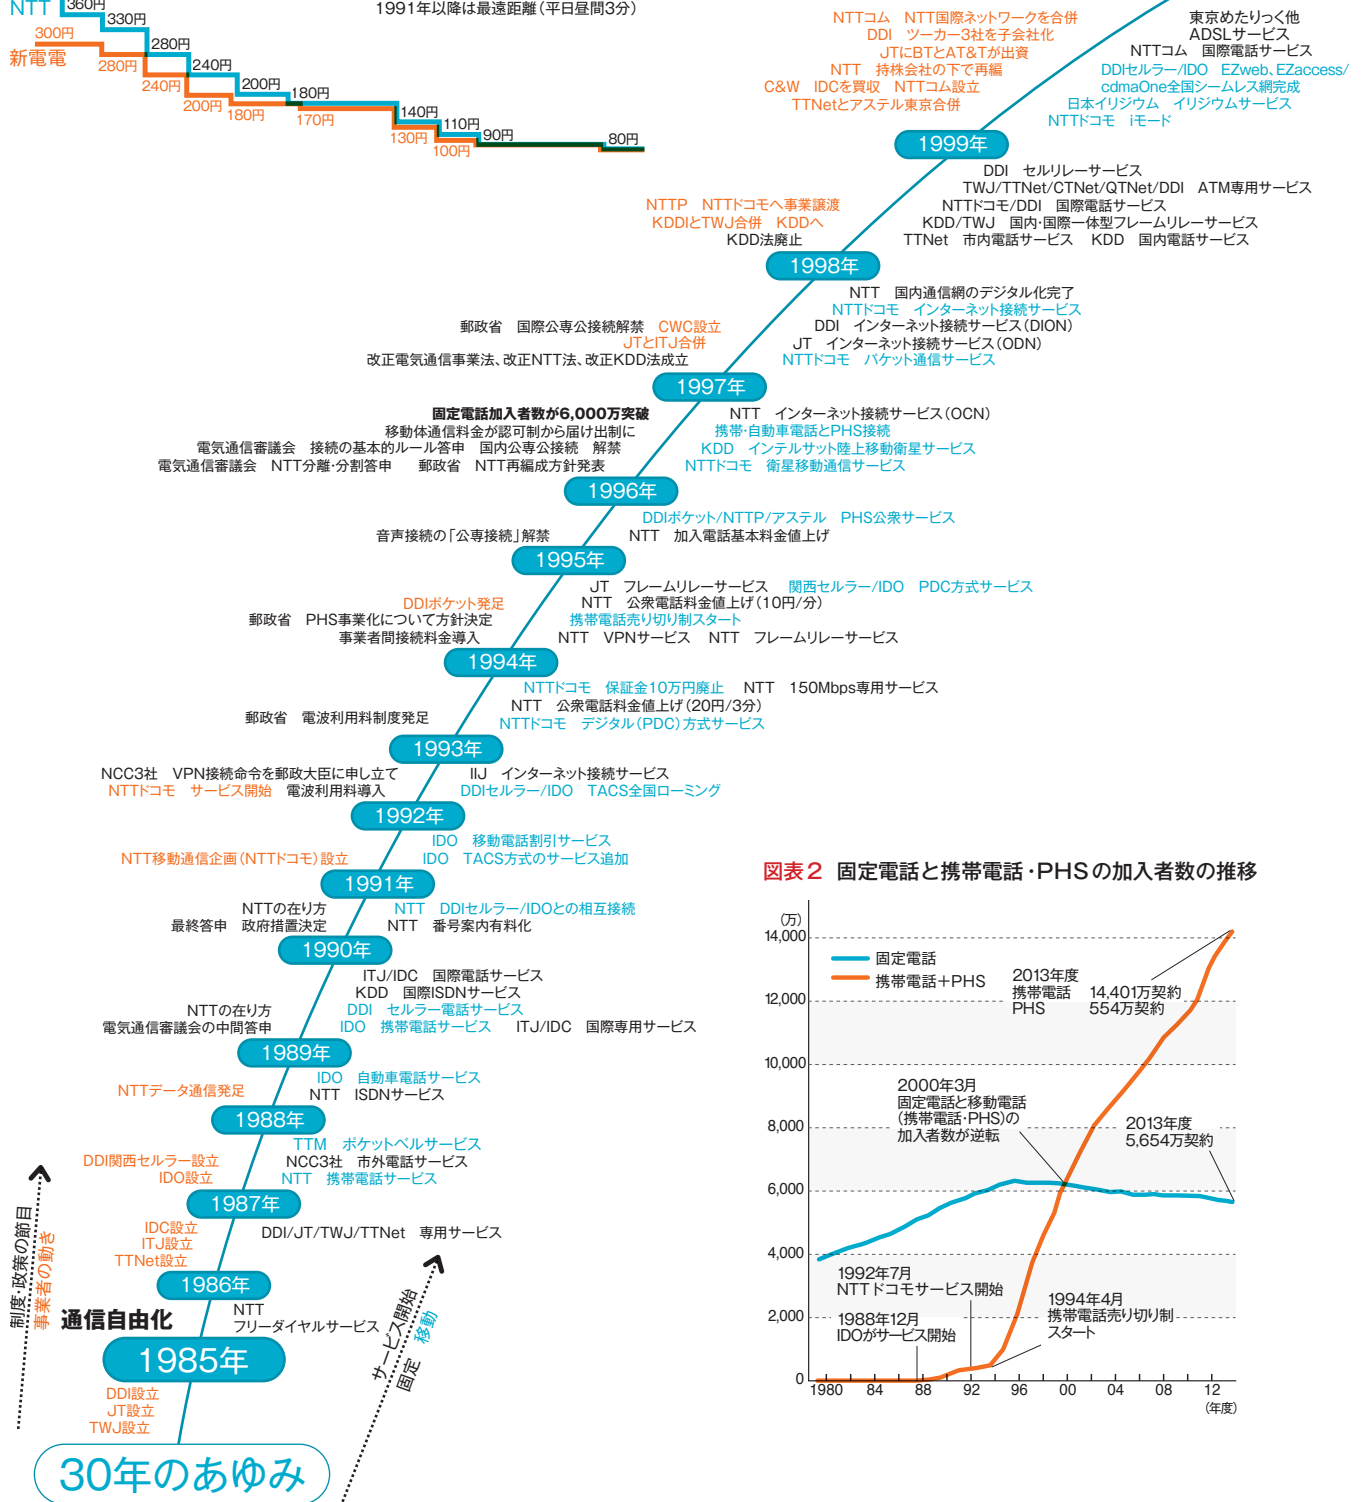 NTT
360円
330円
300円
新電電
280円
280円
240円
240円
200円
200円
180円
180円
170円
140円
130円
110円
100円
90円
80円
1991年以降は最遠距離（平日昼間3分）
NTTコム　NTT国際ネットワークを合併
DDI　ツーカー3社を子会社化
JTにBTとAT&Tが出資
NTT　持株会社の下で再編
C&W　IDCを買収　NTTコム設立
TTNetとアステル東京合併
東京めたりっく他
ADSLサービス
NTTコム　国際電話サービス
DDIセルラー/IDO　EZweb、EZaccess/
cdmaOne全国シームレス網完成
日本イリジウム　イリジウムサービス
NTTドコモ　iモード
1999年
DDI　セルリレーサービス
TWJ/TTNet/CTNet/QTNet/DDI　ATM専用サービス
NTTドコモ/DDI　国際電話サービス
KDD/TWJ　国内・国際一体型フレームリレーサービス
TTNet　市内電話サービス　KDD　国内電話サービス
NTTP　NTTドコモへ事業譲渡
KDDIとTWJ合併　KDDへ
KDD法廃止
1998年
NTT　国内通信網のデジタル化完了
NTTドコモ　インターネット接続サービス
DDI　インターネット接続サービス（DION）
JT　インターネット接続サービス（ODN）
NTTドコモ　パケット通信サービス
郵政省　国際公専公接続解禁　CWC設立
JTとITJ合併
改正電気通信事業法、改正NTT法、改正KDD法成立
1997年
固定電話加入者数が6,000万突破
移動体通信料金が認可制から届け出制に
電気通信審議会　接続の基本的ルール答申　国内公専公接続　解禁
電気通信審議会　NTT分離・分割答申　郵政省　NTT再編成方針発表
NTT　インターネット接続サービス（OCN）
携帯・自動車電話とPHS接続
KDD　インテルサット陸上移動衛星サービス
NTTドコモ　衛星移動通信サービス
1996年
DDIポケット/NTTP/アステル　PHS公衆サービス
NTT　加入電話基本料金値上げ
音声接続の「公専接続」解禁
1995年
JT　フレームリレーサービス　関西セルラー/IDO　PDC方式サービス
NTT　公衆電話料金値上げ（10円/分）
携帯電話売り切り制スタート
NTT　VPNサービス　NTT　フレームリレーサービス
DDIポケット発足
郵政省　PHS事業化について方針決定
事業者間接続料金導入
1994年
NTTドコモ　保証金10万円廃止　NTT　150Mbps専用サービス
NTT　公衆電話料金値上げ（20円/3分）
NTTドコモ　デジタル（PDC）方式サービス
郵政省　電波利用料制度発足
1993年
NCC3社　VPN接続命令を郵政大臣に申し立て
NTTドコモ　サービス開始　電波利用料導入
IIJ　インターネット接続サービス
DDIセルラー/IDO　TACS全国ローミング
1992年
IDO　移動電話割引サービス
IDO　TACS方式のサービス追加
NTT移動通信企画（NTTドコモ）設立
1991年
NTTの在り方
最終答申　政府措置決定
NTT　DDIセルラー/IDOとの相互接続
NTT　番号案内有料化
1990年
ITJ/IDC　国際電話サービス
KDD　国際ISDNサービス
DDI　セルラー電話サービス
IDO　携帯電話サービス　ITJ/IDC　国際専用サービス
NTTの在り方
電気通信審議会の中間答申
1989年
IDO　自動車電話サービス
NTT　ISDNサービス
NTTデータ通信発足
1988年
TTM　ポケットベルサービス
NCC3社　市外電話サービス
NTT　携帯電話サービス
DDI関西セルラー設立
IDO設立
1987年
DDI/JT/TWJ/TTNet　専用サービス
IDC設立
ITJ設立
TTNet設立
1986年
NTT
フリーダイヤルサービス
通信自由化
1985年
DDI設立
JT設立
TWJ設立
制度・政策の節目
事業者の動き
サービス開始
固定　移動
30年のあゆみ
図表2　固定電話と携帯電話・PHSの加入者数の推移
（万）
14,000
12,000
10,000
8,000
6,000
4,000
2,000
0
固定電話
携帯電話＋PHS
2013年度
携帯電話　14,401万契約
PHS　554万契約
2000年3月
固定電話と移動電話
（携帯電話・PHS）の
加入者数が逆転
2013年度
5,654万契約
1992年7月
NTTドコモサービス開始
1988年12月
IDOがサービス開始
1994年4月
携帯電話売り切り制
スタート
1980　84　88　92　96　00　04　08　12
（年度）